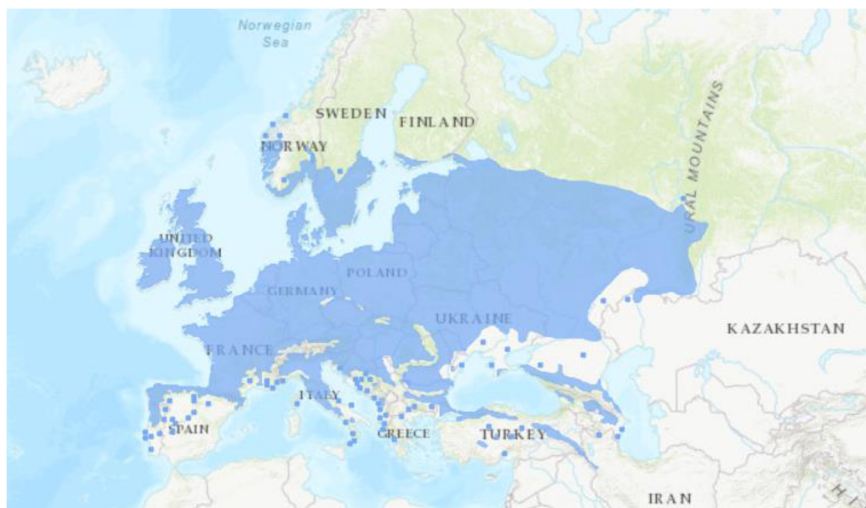 Norwegian
Sea
SWEDEN
FINLAND
NORWAY
URAL MOUNTAINS
UNITED
KINGDOM
POLAND
GERMANY
UKRAINE
FRANCE
KAZAKHSTAN
ITALY
SPAIN
GREECE
TURKEY
IRAN
H I